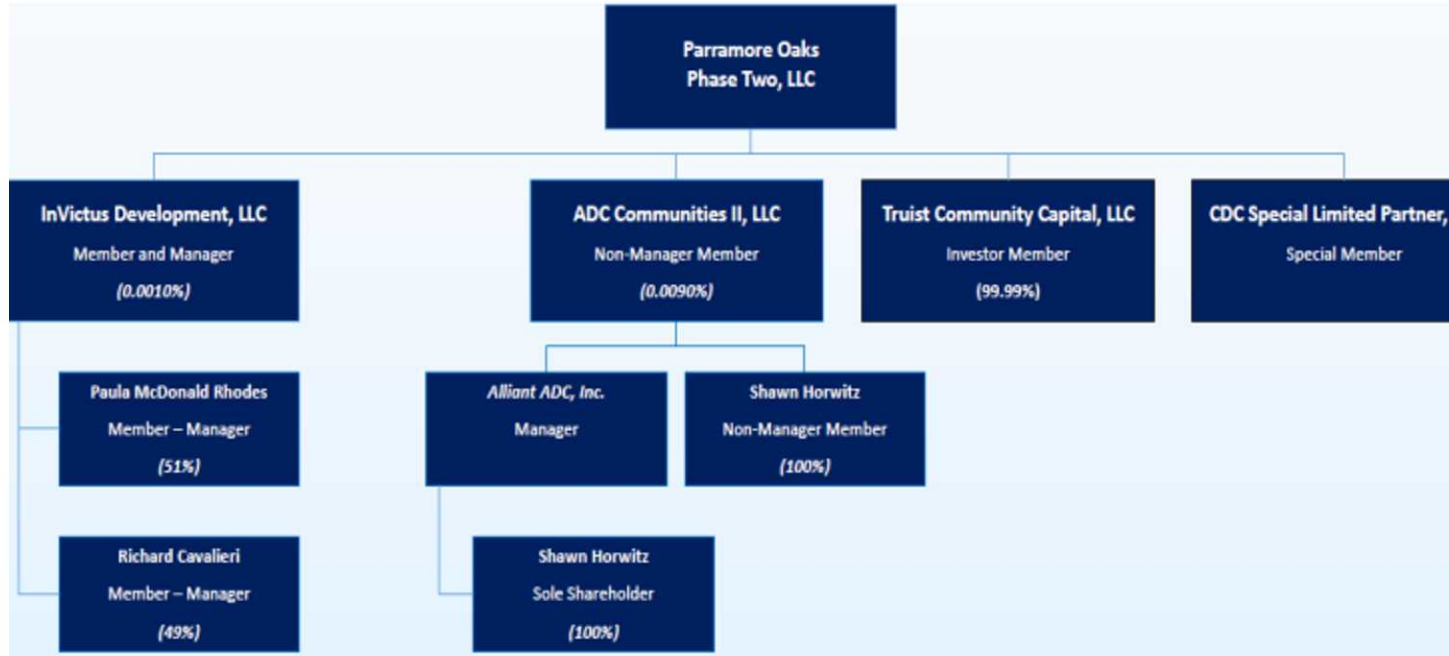 Parramore Oaks
Phase Two, LLC
InVictus Development, LLC
Member and Manager
(0.0010%)
ADC Communities II, LLC
Non-Manager Member
(0.0090%)
Truist Community Capital, LLC
Investor Member
(99.99%)
CDC Special Limited Partner,
Special Member
Paula McDonald Rhodes
Member – Manager
(51%)
Alliant ADC, Inc.
Manager
Shawn Horwitz
Non-Manager Member
(100%)
Richard Cavalieri
Member – Manager
(49%)
Shawn Horwitz
Sole Shareholder
(100%)